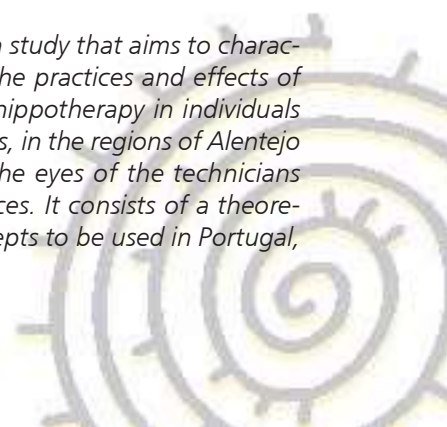 study that aims to charac-
he practices and effects of
hippotherapy in individuals
s, in the regions of Alentejo
he eyes of the technicians
ces. It consists of a theore-
epts to be used in Portugal,